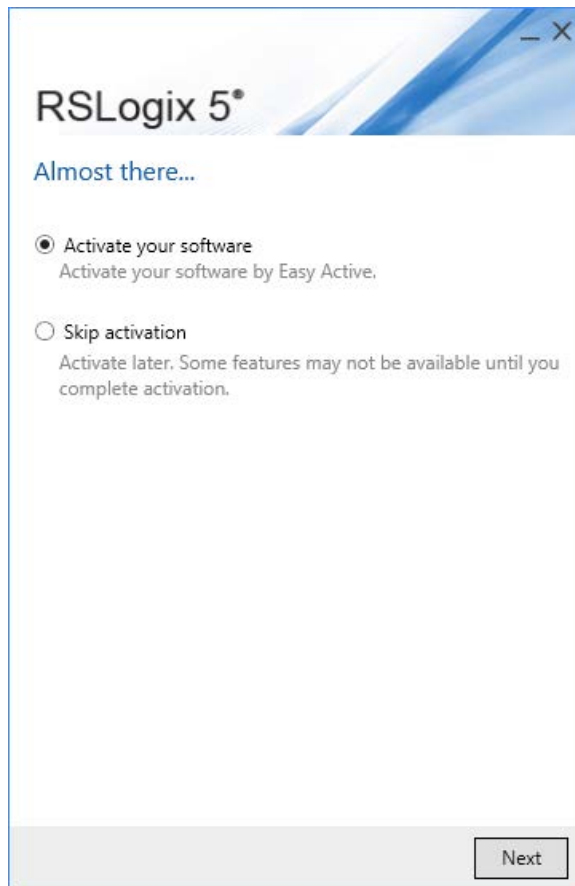 RSLogix 5®
Almost there...
Activate your software
Activate your software by Easy Active.
Skip activation
Activate later. Some features may not be available until you
complete activation.
Next